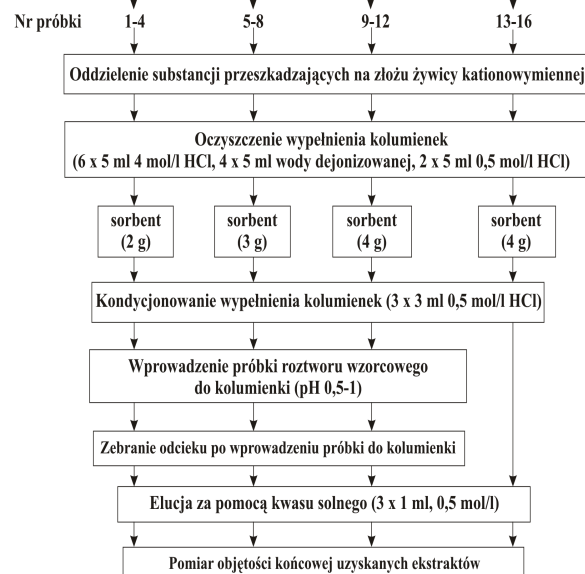 Nr próbki 1-4 5-8 9-12 13-16
Oddzielenie substancji przeszkadzających na złożu żywicy kationowymiennej
Oczyszczenie wypełnienia kolumienek
(6 x 5 ml 4 mol/l HCl, 4 x 5 ml wody dejonizowanej, 2 x 5 ml 0,5 mol/l HCl)
sorbent sorbent sorbent sorbent
(2 g) (3 g) (4 g) (4 g)
Kondycjonowanie wypełnienia kolumienek (3 x 3 ml 0,5 mol/l HCl)
Wprowadzenie próbki roztworu wzorcowego
do kolumienki (pH 0,5-1)
Zebranie odcieku po wprowadzeniu próbki do kolumienki
Elucja za pomocą kwasu solnego (3 x 1 ml, 0,5 mol/l)
Pomiar objętości końcowej uzyskanych ekstraktów